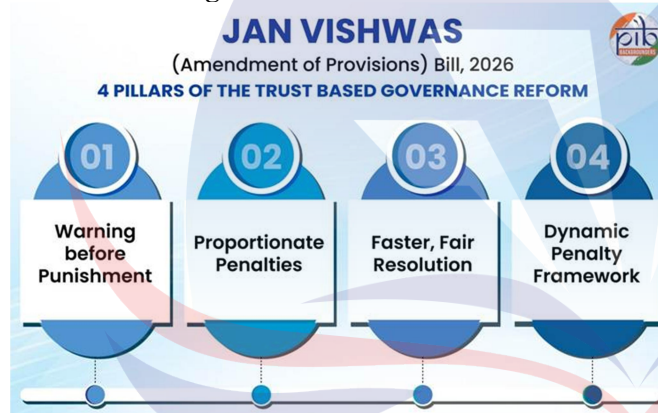 JAN VISHWAS
(Amendment of Provisions) Bill, 2026
4 PILLARS OF THE TRUST BASED GOVERNANCE REFORM
pib
BACKGROUNDERS
01
02
03
04
Warning
before
Punishment
Proportionate
Penalties
Faster, Fair
Resolution
Dynamic
Penalty
Framework